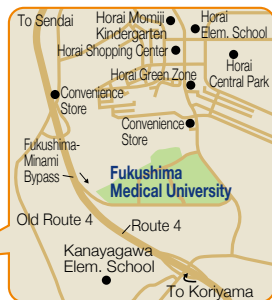 To Sendai
Horai Momiji
Kindergarten
Horai
Elem. School
Horai Shopping Center
Horai
Central Park
Horai Green Zone
Convenience
Store
Convenience
Store
Fukushima-
Minami
Bypass
Fukushima
Medical University
Old Route 4
Route 4
Kanayagawa
Elem. School
To Koriyama